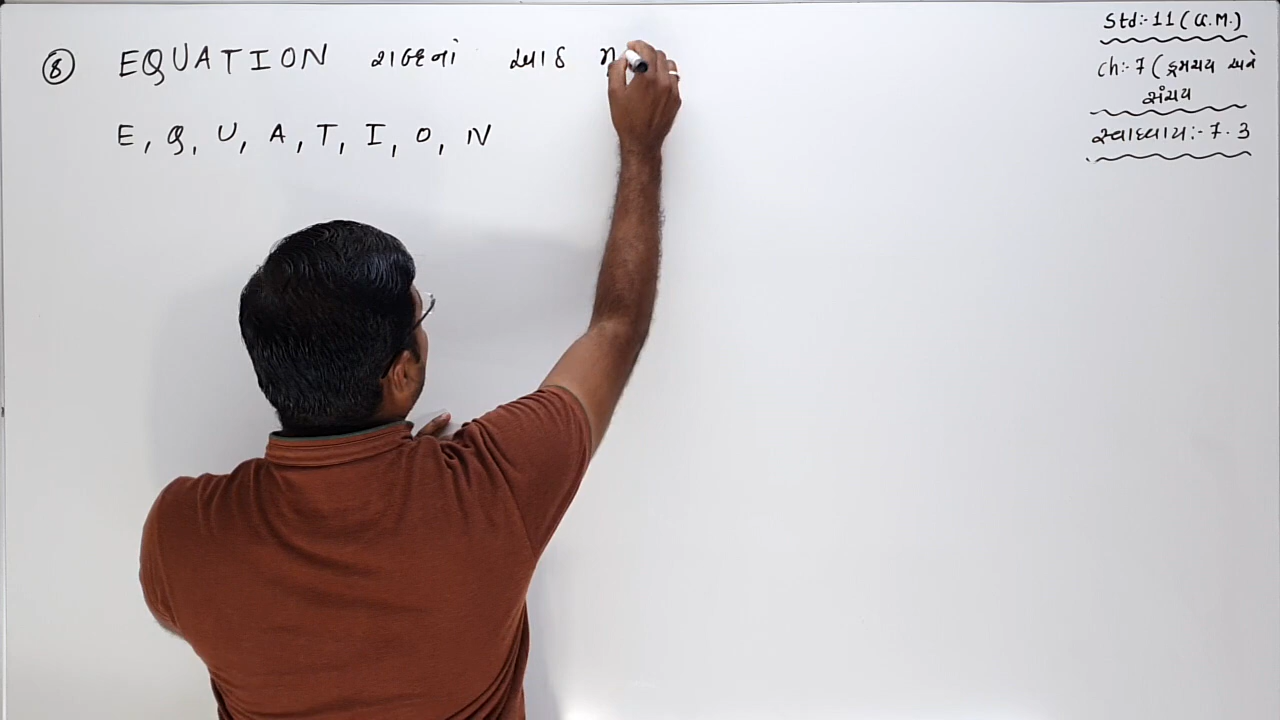 ⑧ EQUATION શબ્દનાં આઠ
E, Q, U, A, T, I, O, N
Std:- 11 (G.M.)
Ch:- 7 (ક્રમચય અને
સંચય
સ્વાધ્યાય:- 7.3